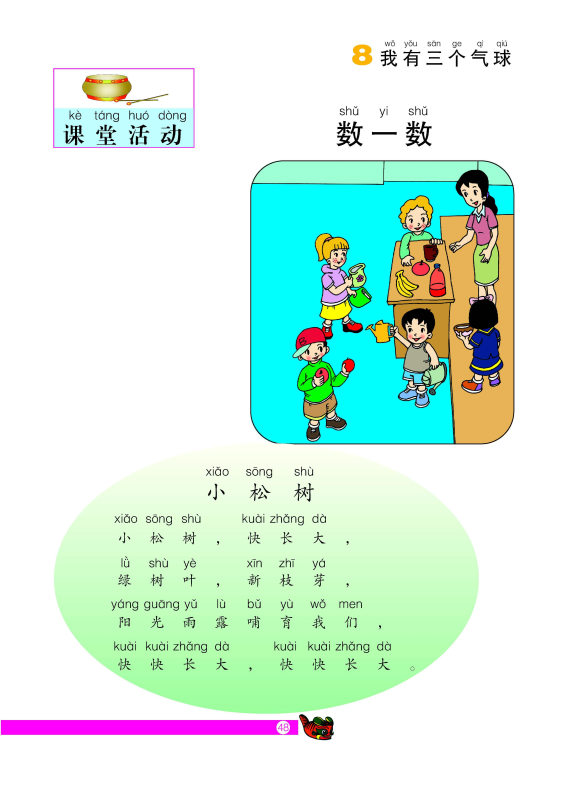 wǒ yǒu sān ge qì qiú
8 我有三个气球
kè táng huó dòng
课堂活动
shǔ yi shǔ
数一数
xiǎo sōng shù
小松树
xiǎo sōng shù kuài zhǎng dà
小松树，快长大，
lǜ shù yè xīn zhī yá
绿树叶，新枝芽，
yáng guāng yǔ lù bǔ yù wǒ men
阳光雨露哺育我们，
kuài kuài zhǎng dà kuài kuài zhǎng dà
快快长大，快快长大。
49